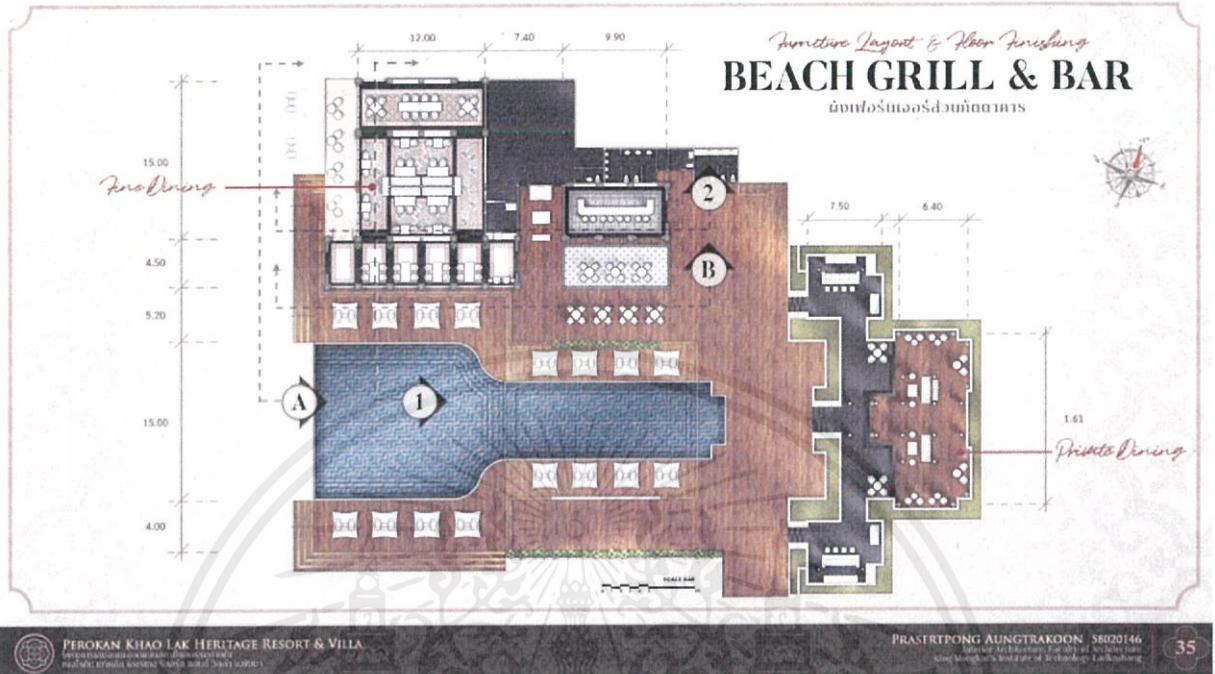 Furniture Layout & Floor Finishing
BEACH GRILL & BAR
ผังเฟอร์นิเจอร์ส่วนภัตตาคาร
12.00
7.40
9.90
15.00
Fine Dining
2
7.50
6.40
4.50
B
5.20
A
1
15.00
1.61
Private Dining
4.00
SCALE BAR
PEROKAN KHAO LAK HERITAGE RESORT & VILLA
PRASERTPONG AUNGTRAKOON 58020146
Interior Architecture, Faculty of Architecture
King Mongkut's Institute of Technology Ladkrabang
35